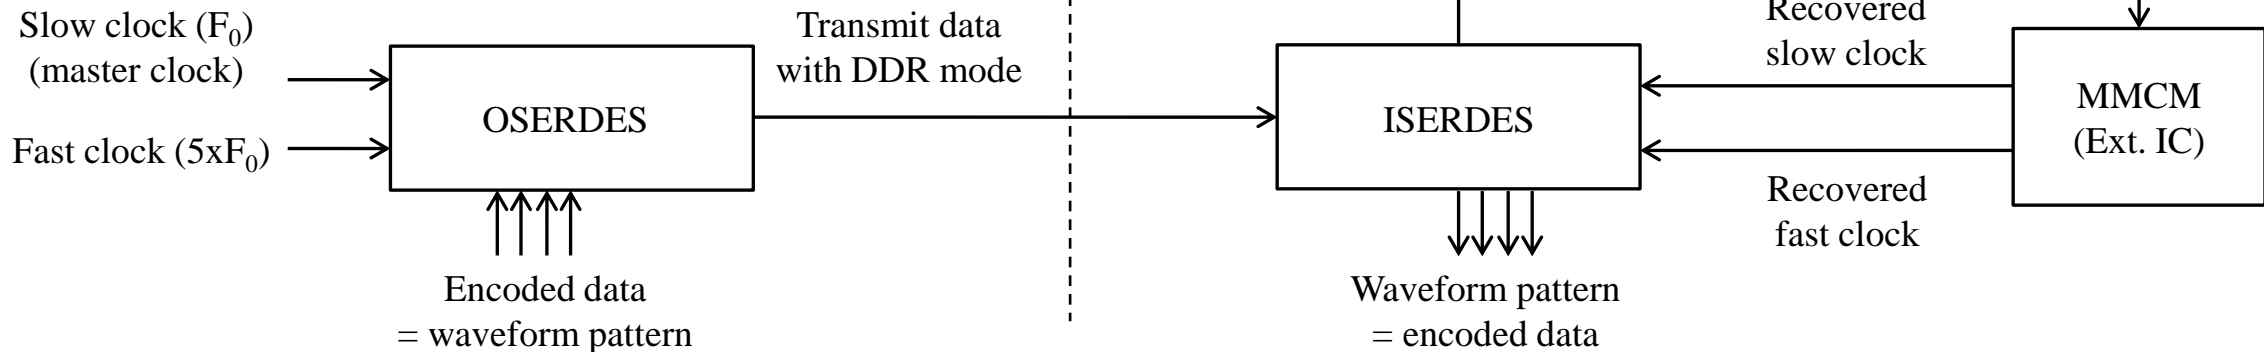 Slow clock (F₀)
(master clock)
Fast clock (5xF₀)
OSERDES
Encoded data
= waveform pattern
Transmit data
with DDR mode
ISERDES
Waveform pattern
= encoded data
Recovered
slow clock
Recovered
fast clock
MMCM
(Ext. IC)